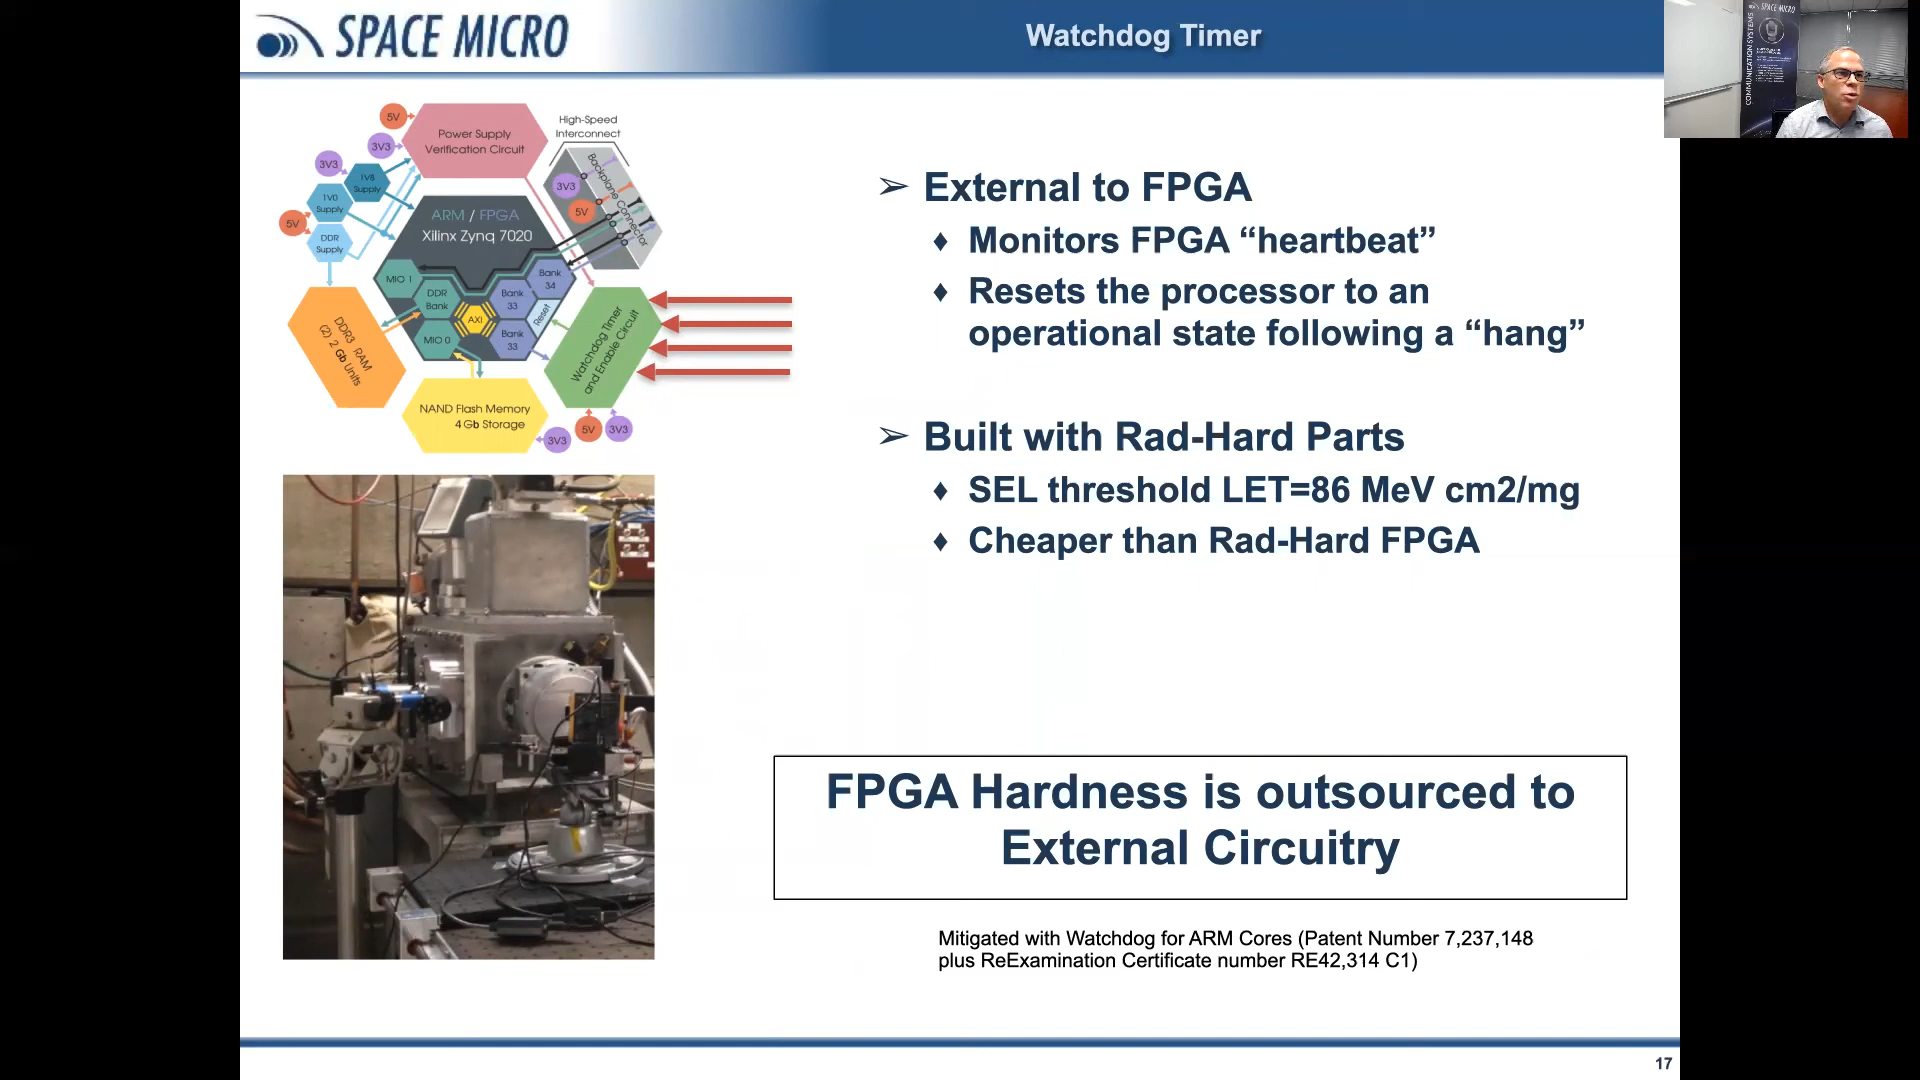 SPACE MICRO
Watchdog Timer
SPACE MICRO
COMMUNICATION SYSTEMS
5V
Power Supply
Verification Circuit
High-Speed
Interconnect
3V3
3V3
1V8
Supply
1V0
Supply
5V
DDR
Supply
ARM / FPGA
Xilinx Zynq 7020
3V3
5V
Backplane Connector
MIO 1
DDR
Bank
AXI
MIO 0
Bank
34
Bank
33
Bank
33
Reset
DDR3 RAM
(2) 2 Gb Units
Watchdog Timer
and Enable Circuit
NAND Flash Memory
4 Gb Storage
3V3
5V
3V3
➢ External to FPGA
♦ Monitors FPGA “heartbeat”
♦ Resets the processor to an
operational state following a “hang”
➢ Built with Rad-Hard Parts
♦ SEL threshold LET=86 MeV cm2/mg
♦ Cheaper than Rad-Hard FPGA
FPGA Hardness is outsourced to
External Circuitry
Mitigated with Watchdog for ARM Cores (Patent Number 7,237,148
plus ReExamination Certificate number RE42,314 C1)
17